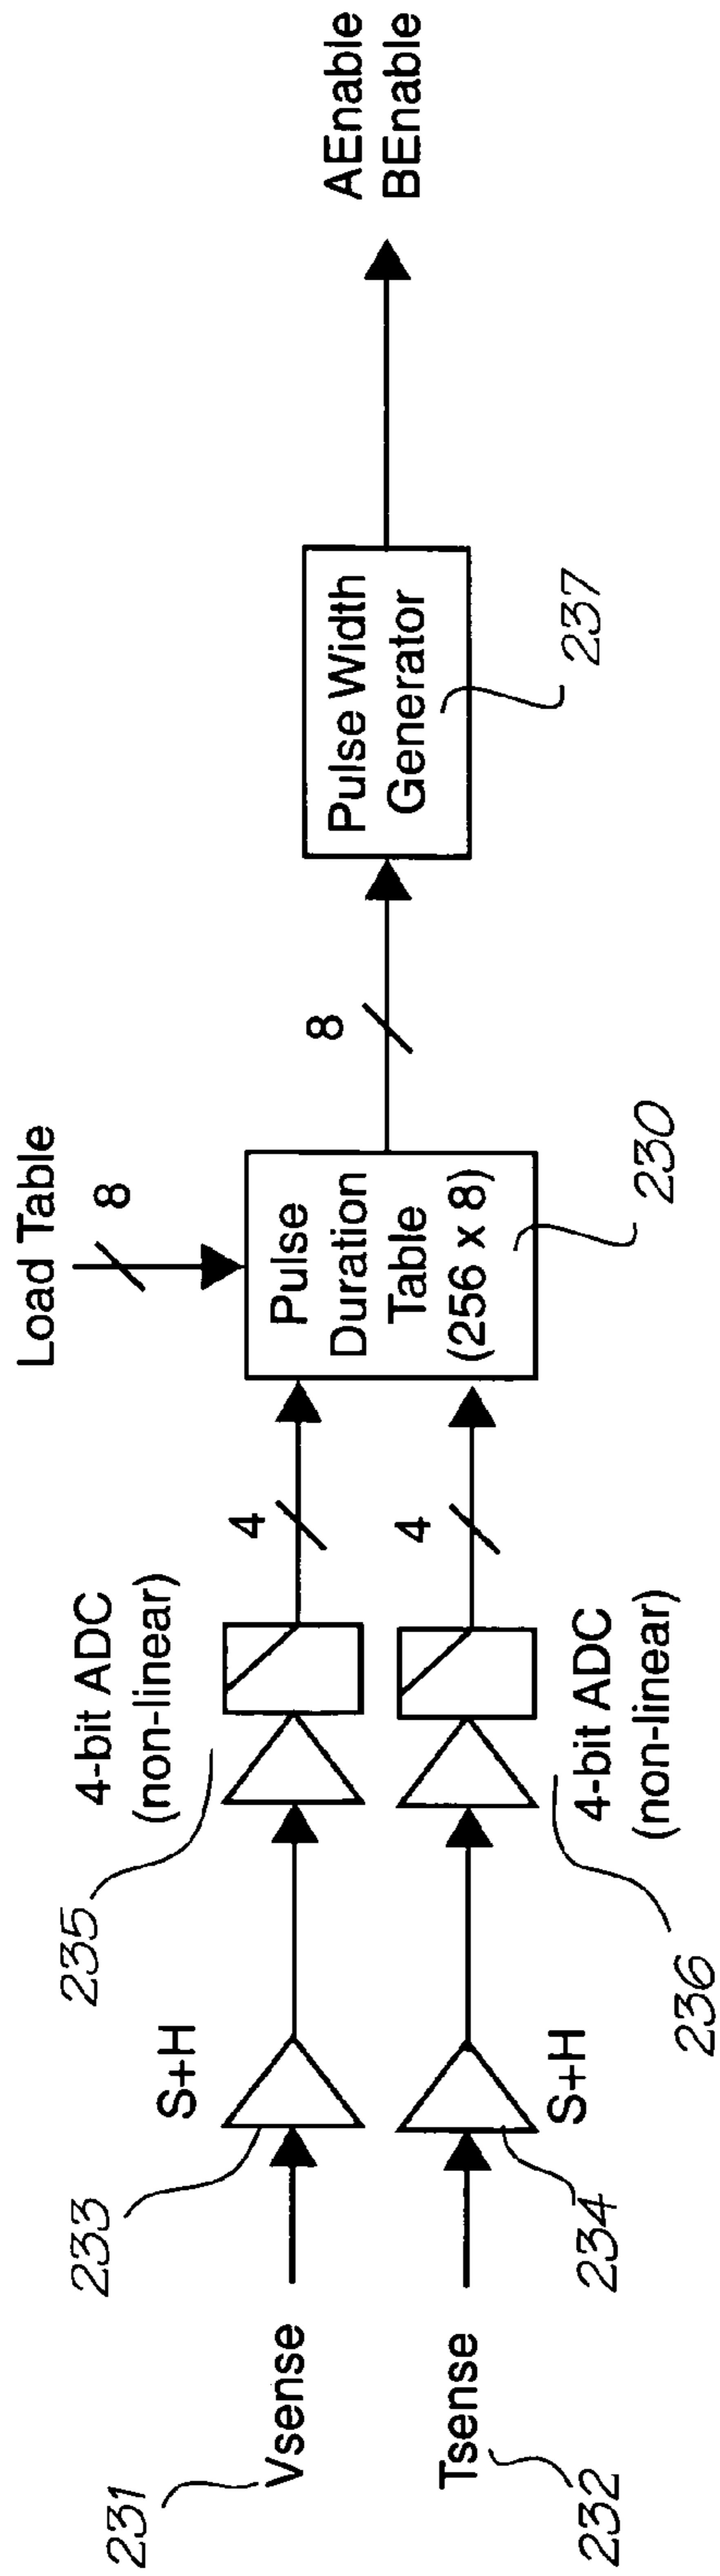 Load Table
8
4-bit ADC
(non-linear)
235
S+H
233
231
Vsense
4
Pulse
Duration
Table
(256 x 8)
230
8
Pulse Width
Generator
237
AEnable
BEnable
Tsense
232
S+H
234
4-bit ADC
(non-linear)
236
4